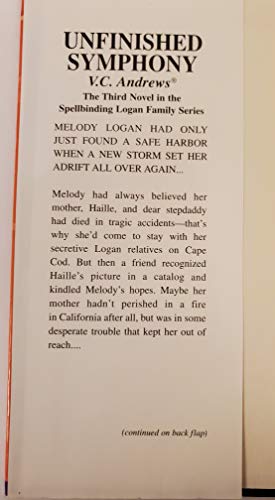 UNFINISHED
SYMPHONY
V.C. Andrews®
The Third Novel in the
Spellbinding Logan Family Series
MELODY LOGAN HAD ONLY
JUST FOUND A SAFE HARBOR
WHEN A NEW STORM SET HER
ADRIFT ALL OVER AGAIN...
Melody had always believed her
mother, Haille, and dear stepdaddy
had died in tragic accidents—that's
why she'd come to stay with her
secretive Logan relatives on Cape
Cod. But then a friend recognized
Haille's picture in a catalog and
kindled Melody's hopes. Maybe her
mother hadn't perished in a fire
in California after all, but was in some
desperate trouble that kept her out of
reach....
(continued on back flap)